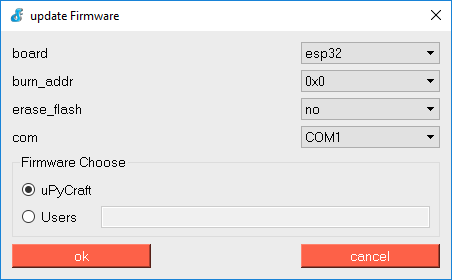 update Firmware
board esp32
burn_addr 0x0
erase_flash no
com COM1
Firmware Choose
uPyCraft
Users
ok cancel